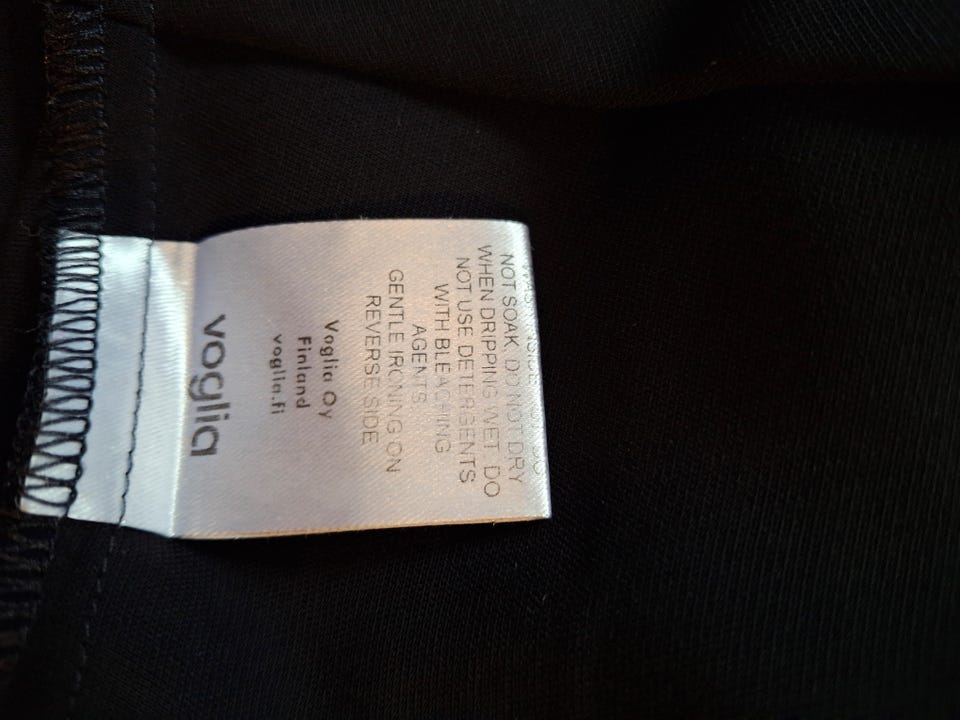 NOT SOAK. DO NOT DRY
WHEN DRIPPING WET. DO
NOT USE DETERGENTS
WITH BLEACHING
AGENTS
GENTLE IRONING ON
REVERSE SIDE
Voglia Oy
Finland
voglia.fi
voglia